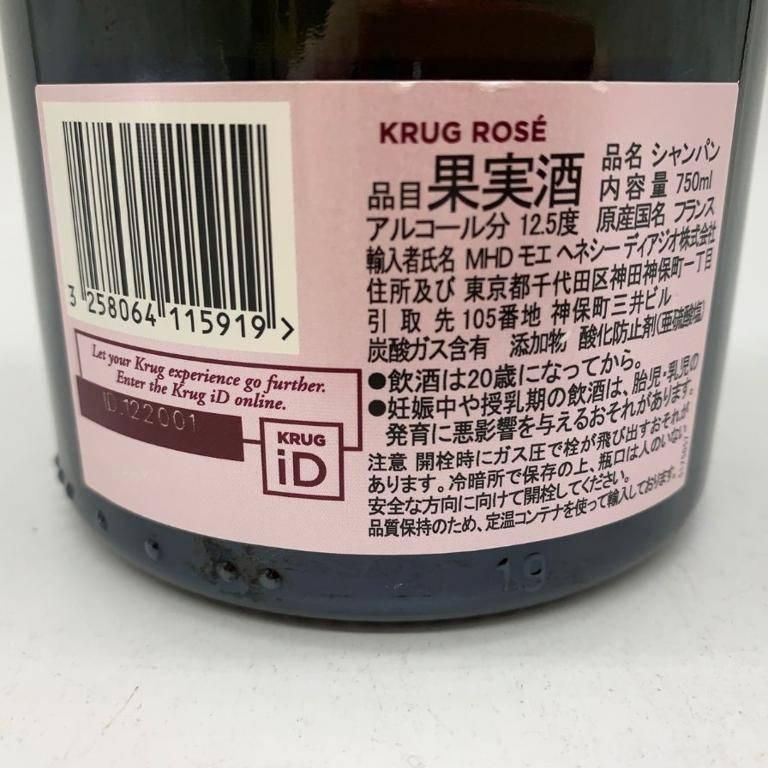 KRUG ROSÉ
品目 果実酒
品名 シャンパン
内容量 750ml
アルコール分 12.5度 原産国名 フランス
輸入者氏名 MHD モエ ヘネシー ディアジオ株式会社
住所及び 東京都千代田区神田神保町一丁目
引取先 105番地 神保町三井ビル
炭酸ガス含有 添加物 酸化防止剤(亜硫酸塩)
●飲酒は20歳になってから。
●妊娠中や授乳期の飲酒は、胎児・乳児の
発育に悪影響を与えるおそれがあります。
注意 開栓時にガス圧で栓が飛び出すおそれが
あります。冷暗所で保存の上、瓶口は人のいない
安全な方向に向けて開栓してください。
品質保持のため、定温コンテナを使って輸入しております。
3 258064 115919 >
Let your Krug experience go further.
Enter the Krug iD online.
ID.122001
KRUG
iD
19